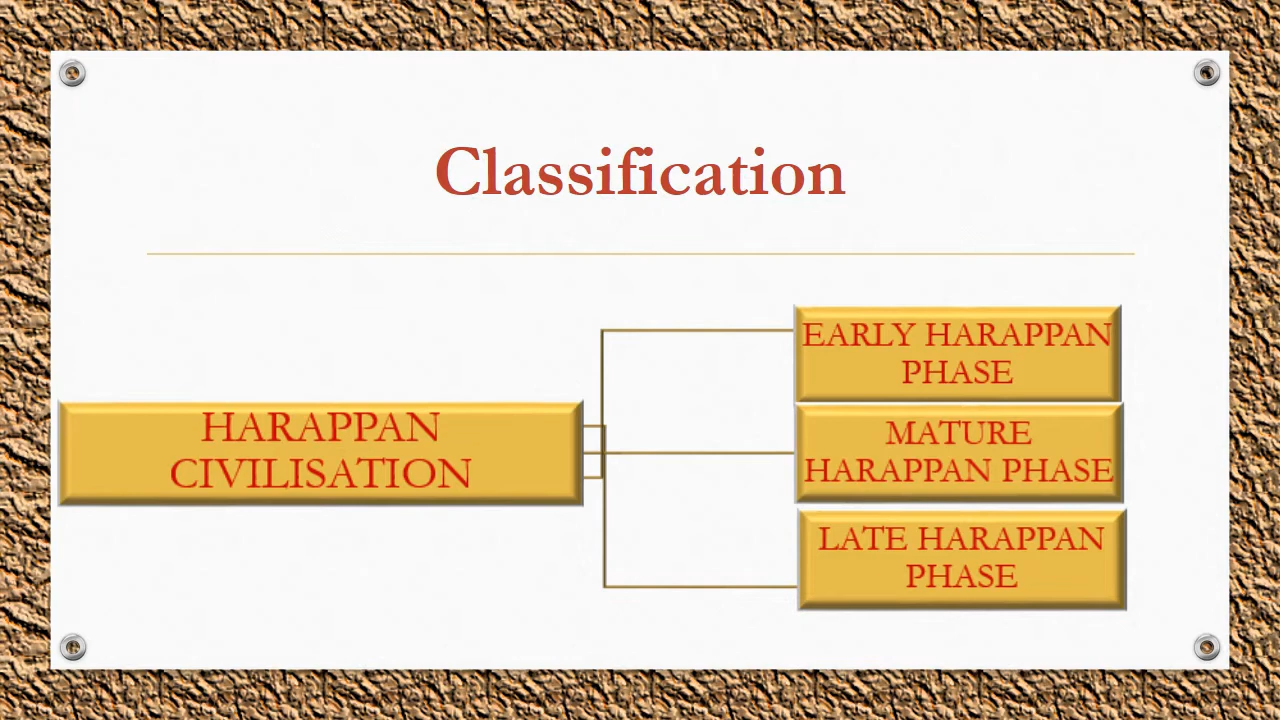 Classification
HARAPPAN
CIVILISATION
EARLY HARAPPAN
PHASE
MATURE
HARAPPAN PHASE
LATE HARAPPAN
PHASE